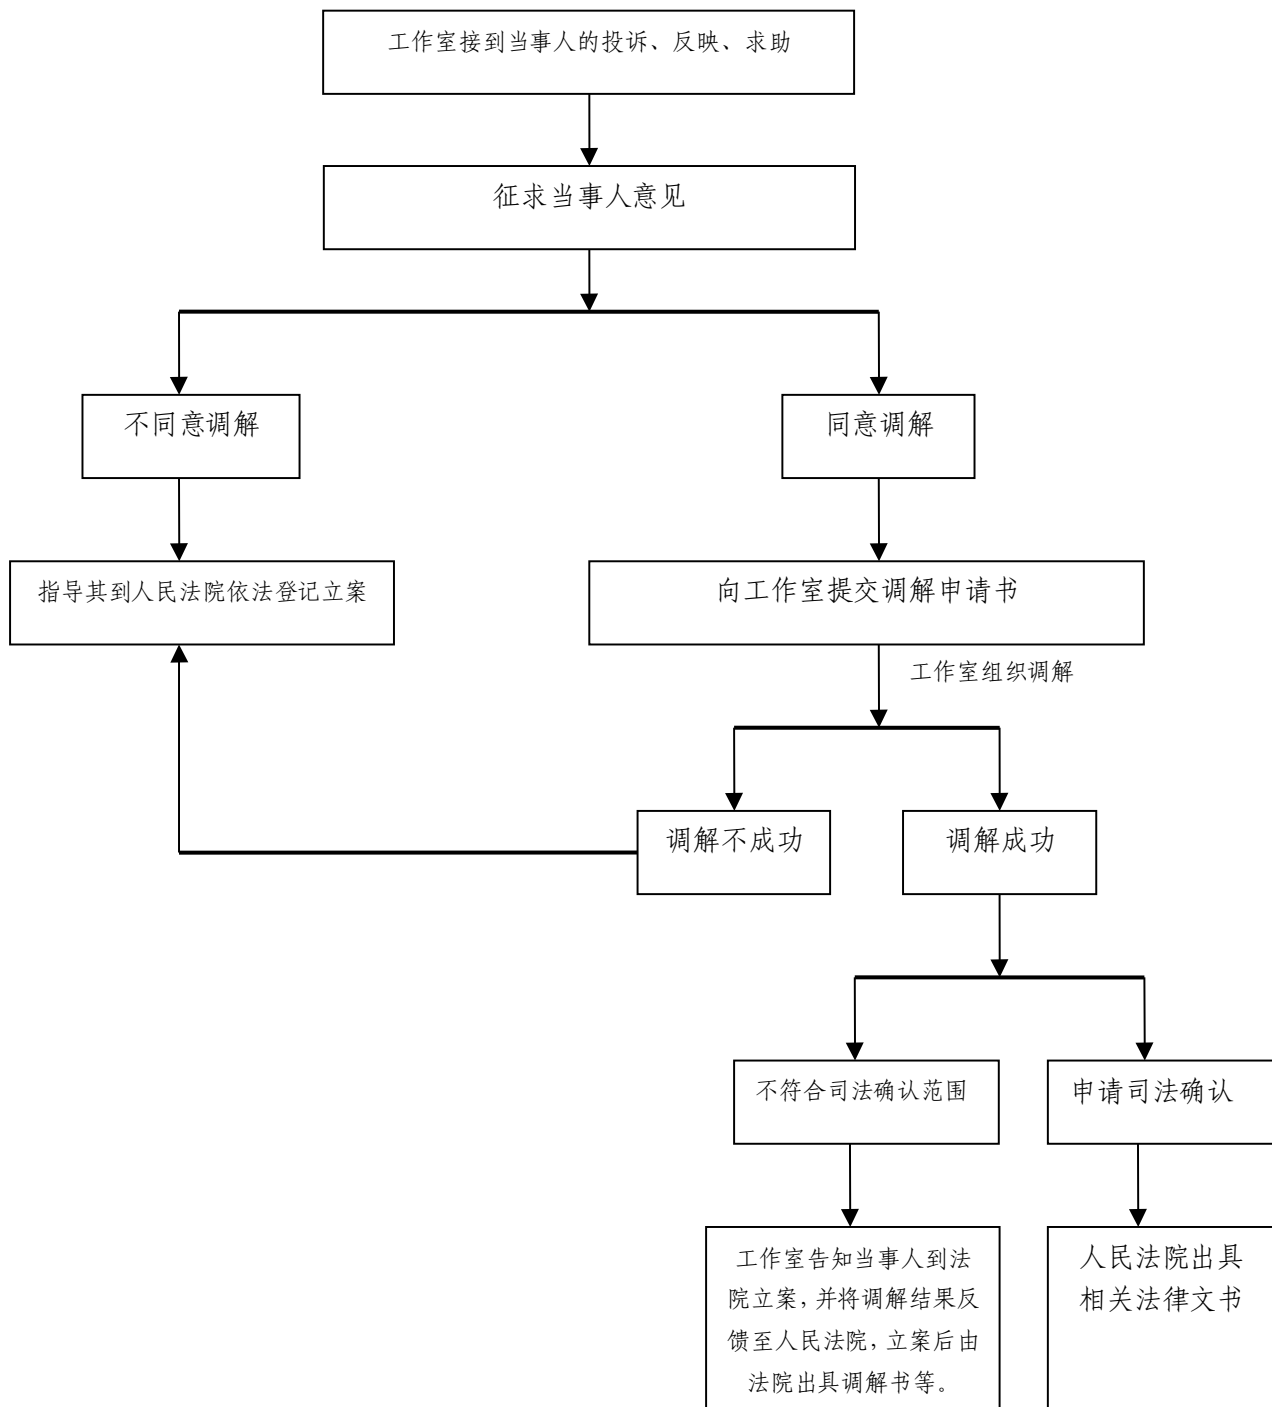 工作室接到当事人的投诉、反映、求助
征求当事人意见
不同意调解
同意调解
指导其到人民法院依法登记立案
向工作室提交调解申请书
工作室组织调解
调解不成功
调解成功
不符合司法确认范围
申请司法确认
工作室告知当事人到法
院立案，并将调解结果反
馈至人民法院，立案后由
法院出具调解书等。
人民法院出具
相关法律文书